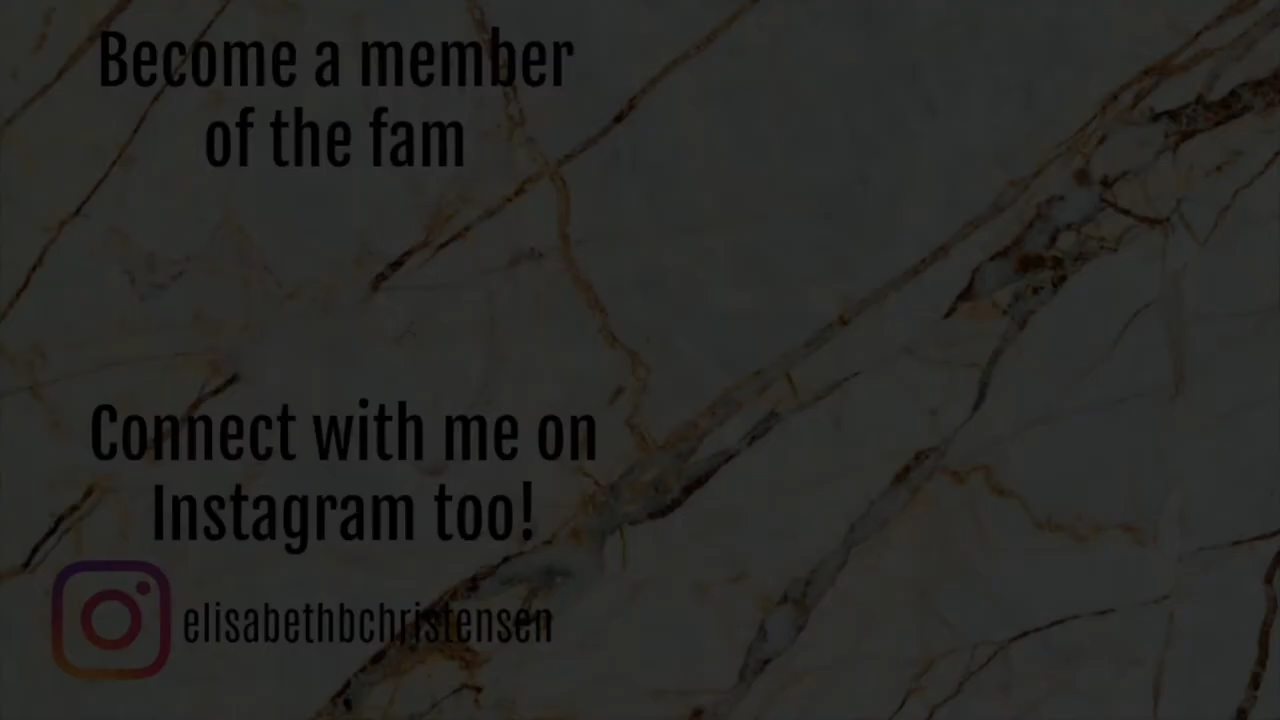 Become a member
of the fam
Connect with me on
Instagram too!
elisabethbchristensen